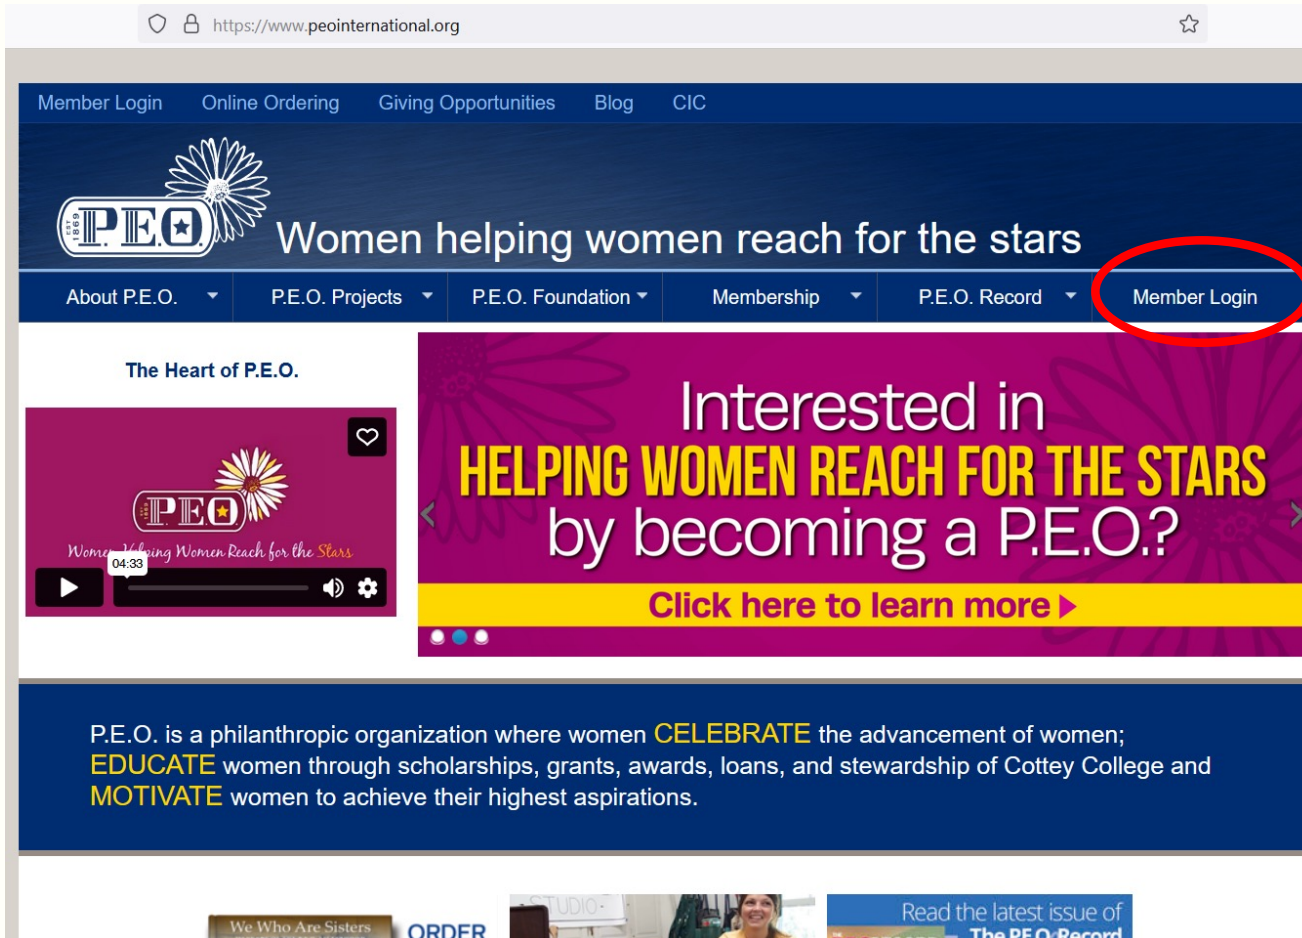 https://www.peointernational.org
Member Login Online Ordering Giving Opportunities Blog CIC
EST 1869 P.E.O.
Women helping women reach for the stars
About P.E.O. P.E.O. Projects P.E.O. Foundation Membership P.E.O. Record Member Login
The Heart of P.E.O.
PEO
Women Helping Women Reach for the Stars
04:33
Interested in
HELPING WOMEN REACH FOR THE STARS
by becoming a P.E.O.?
Click here to learn more
P.E.O. is a philanthropic organization where women CELEBRATE the advancement of women;
EDUCATE women through scholarships, grants, awards, loans, and stewardship of Cottey College and
MOTIVATE women to achieve their highest aspirations.
We Who Are Sisters
ORDER
STUDIO
Read the latest issue of
The P.E.O. Record